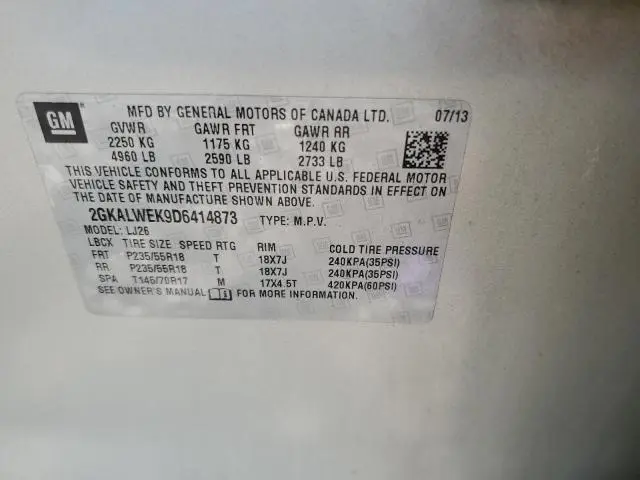 GM
MFD BY GENERAL MOTORS OF CANADA LTD. 07/13
GVWR GAWR FRT GAWR RR
2250 KG 1175 KG 1240 KG
4960 LB 2590 LB 2733 LB
THIS VEHICLE CONFORMS TO ALL APPLICABLE U.S. FEDERAL MOTOR
VEHICLE SAFETY AND THEFT PREVENTION STANDARDS IN EFFECT ON
THE DATE OF MANUFACTURE SHOWN ABOVE.
2GKALWEK9D6414873 TYPE: M.P.V.
MODEL: LJ26
LBCX TIRE SIZE SPEED RTG RIM COLD TIRE PRESSURE
FRT P235/55R18 T 18X7J 240KPA(35PSI)
RR P235/55R18 T 18X7J 240KPA(35PSI)
SPA T145/70R17 M 17X4.5T 420KPA(60PSI)
SEE OWNER'S MANUAL FOR MORE INFORMATION.